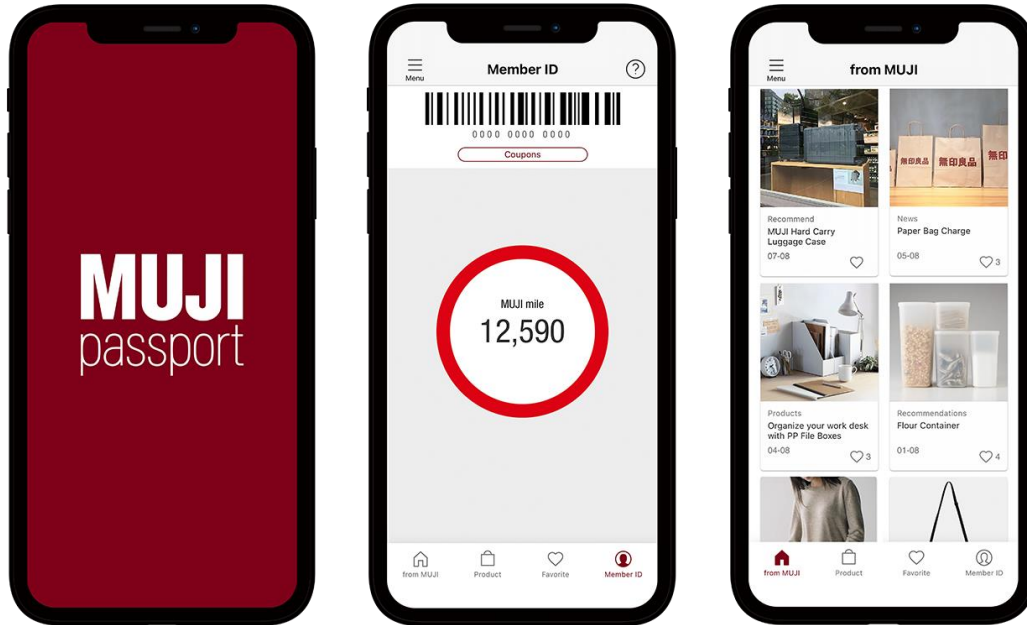 MUJI
passport
Menu
Member ID
?
0000 0000 0000
Coupons
MUJI mile
12,590
from MUJI
Product
Favorite
Member ID
Menu
from MUJI
無印良品
無印良品
無印
Recommend
MUJI Hard Carry
Luggage Case
07-08
News
Paper Bag Charge
05-08
3
Products
Organize your work desk
with PP File Boxes
04-08
3
Recommendations
Flour Container
01-08
4
from MUJI
Product
Favorite
Member ID